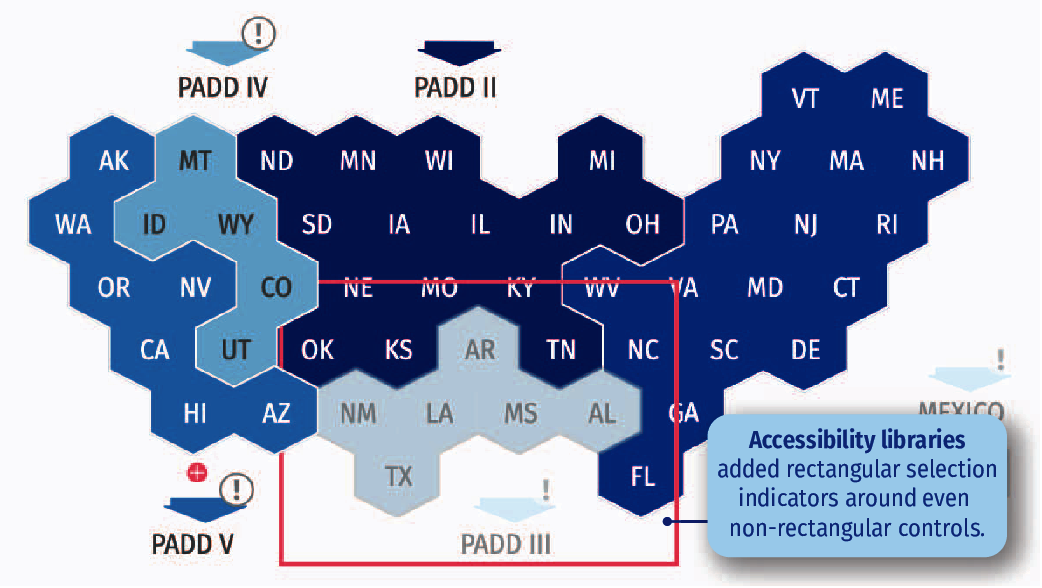 !
PADD IV
PADD II
VT ME
AK MT ND MN WI MI NY MA NH
WA ID WY SD IA IL IN OH PA NJ RI
OR NV CO NE MO KY WV VA MD CT
CA UT OK KS AR TN NC SC DE
!
HI AZ NM LA MS AL GA
MEXICO
Accessibility libraries
added rectangular selection
indicators around even
non-rectangular controls.
TX FL
!
!
PADD V
PADD III